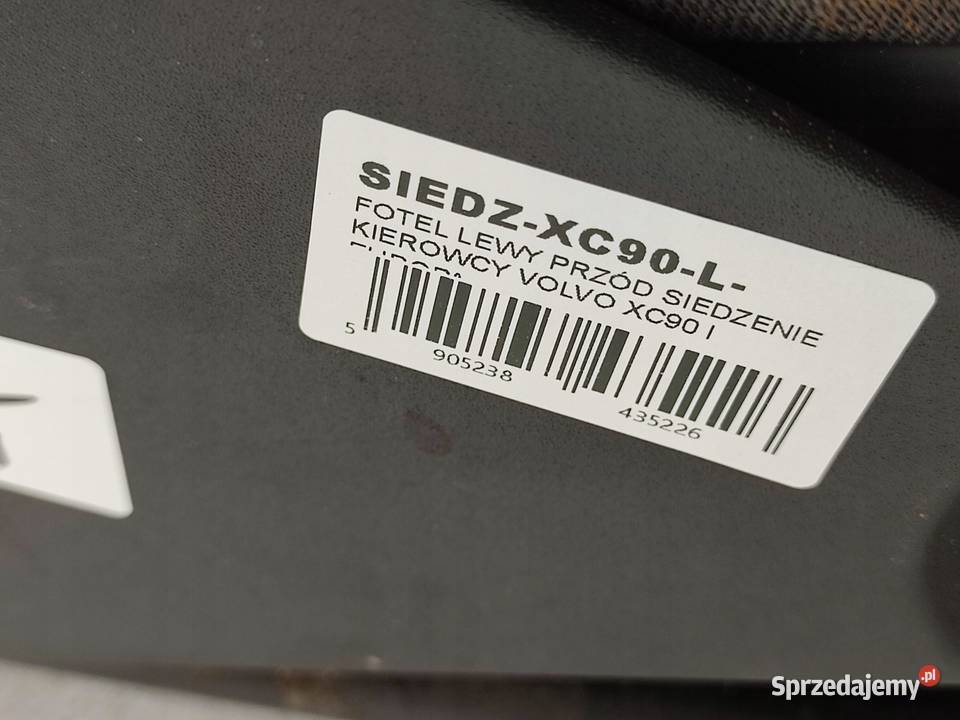 SIEDZ-XC90-L-
FOTEL LEWY PRZÓD SIEDZENIE
KIEROWCY VOLVO XC90 I
5 905238 435226
Sprzedajemy.pl